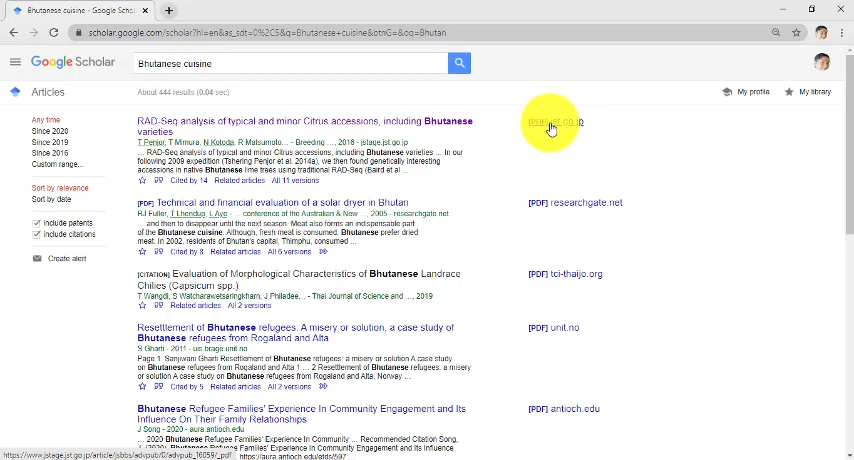 Bhutanese cuisine - Google Scholar
scholar.google.com/scholar?hl=en&as_sdt=0%2C5&q=Bhutanese+cuisine&btnG=&oq=Bhutan
Google Scholar
Bhutanese cuisine
Articles
About 444 results (0.04 sec)
My profile
My library
Any time
Since 2020
Since 2019
Since 2016
Custom range...
Sort by relevance
Sort by date
include patents
include citations
Create alert
RAD-Seq analysis of typical and minor Citrus accessions, including Bhutanese
varieties
T Penjor, T Mimura, N Kotoda, R Matsumoto… - Breeding …, 2016 - jstage.jst.go.jp
… RAD-Seq analysis of typical and minor Citrus accessions, including Bhutanese varieties … In our
following 2009 expedition (Tshering Penjor et al. 2014a), we then found genetically interesting
accessions in native Bhutanese lime trees using traditional RAD-Seq (Baird et al …
Cited by 14 Related articles All 11 versions
[PDF] jst.go.jp
[PDF] Technical and financial evaluation of a solar dryer in Bhutan
RJ Fuller, T Lhendup, L Aye - … conference of the Australian & New …, 2005 - researchgate.net
… and then to disappear until the next season. Meat also forms an indispensable part
of the Bhutanese cuisine. Although, fresh meat is consumed, Bhutanese prefer dried
meat. In 2002, residents of Bhutan's capital, Thimphu, consumed …
Cited by 8 Related articles All 6 versions
[PDF] researchgate.net
[CITATION] Evaluation of Morphological Characteristics of Bhutanese Landrace
Chilies (Capsicum spp.)
T Wangdi, S Watcharawetsaringkharn, J Philadee… - Thai Journal of Science and …, 2019
Related articles All 2 versions
[PDF] tci-thaijo.org
Resettlement of Bhutanese refugees: A misery or solution, a case study of
Bhutanese refugees from Rogaland and Alta
S Gharti - 2011 - uis.brage.unit.no
Page 1. Sanjiwani Gharti Resettlement of Bhutanese refugees: a misery or solution A case study
on Bhutanese refugees from Rogaland and Alta 1 … 2 Resettlement of Bhutanese refugees: a misery
or solution A case study of Bhutanese refugees from Rogaland and Alta, Norway …
Cited by 5 Related articles All 2 versions
[PDF] unit.no
Bhutanese Refugee Families' Experience In Community Engagement and Its
Influence On Their Family Relationships.
J Song - 2020 - aura.antioch.edu
… 2020 Bhutanese Refugee Families' Experience In Community … Recommended Citation Song,
Bhutanese Refugee Families' Experience In Community Engagement and Its Influence
https://aura.antioch.edu/etds/597 …
[PDF] antioch.edu
https://www.jstage.jst.go.jp/article/jsbbs/advpub/0/advpub_16059/_pdf